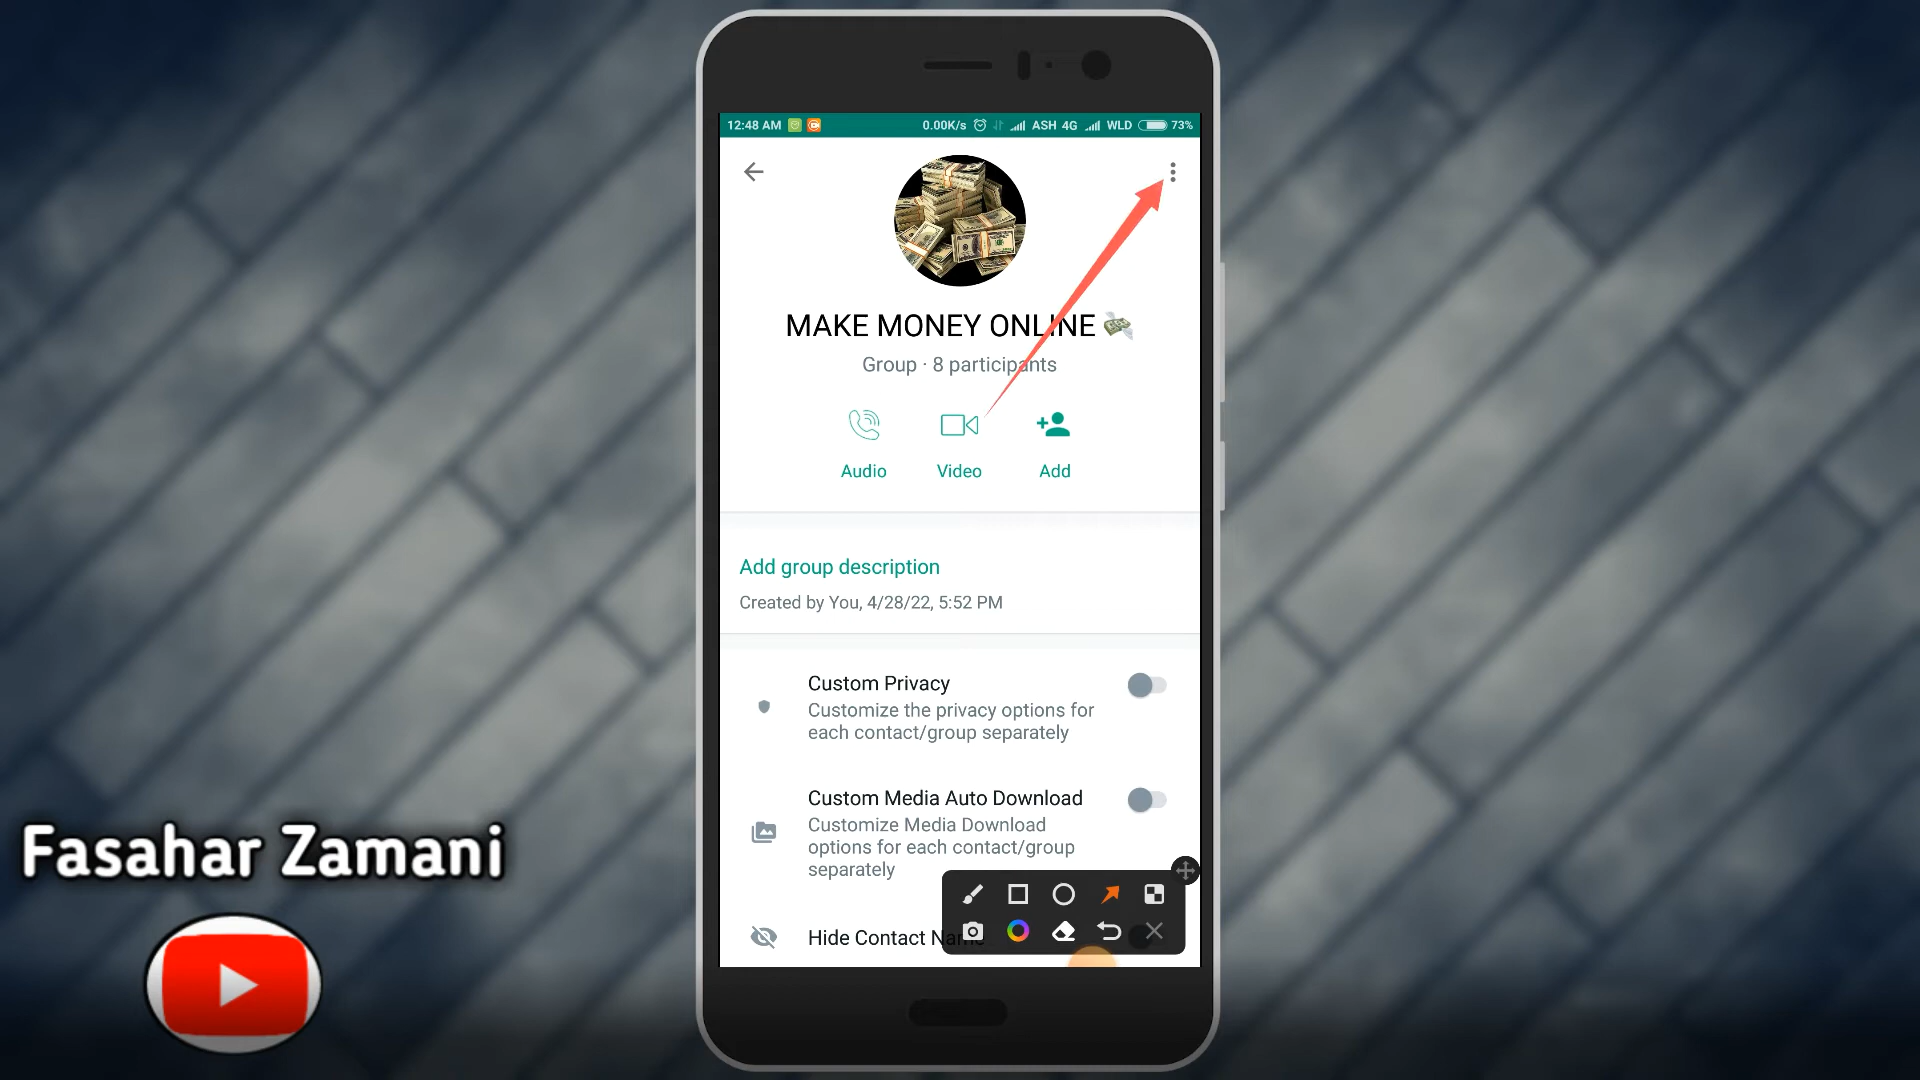 12:48 AM 0.00K/s ASH 4G WLD 73%
MAKE MONEY ONLINE 💸
Group · 8 participants
Audio Video Add
Add group description
Created by You, 4/28/22, 5:52 PM
Custom Privacy
Customize the privacy options for
each contact/group separately
Custom Media Auto Download
Customize Media Download
options for each contact/group
separately
Hide Contact Name
Fasahar Zamani